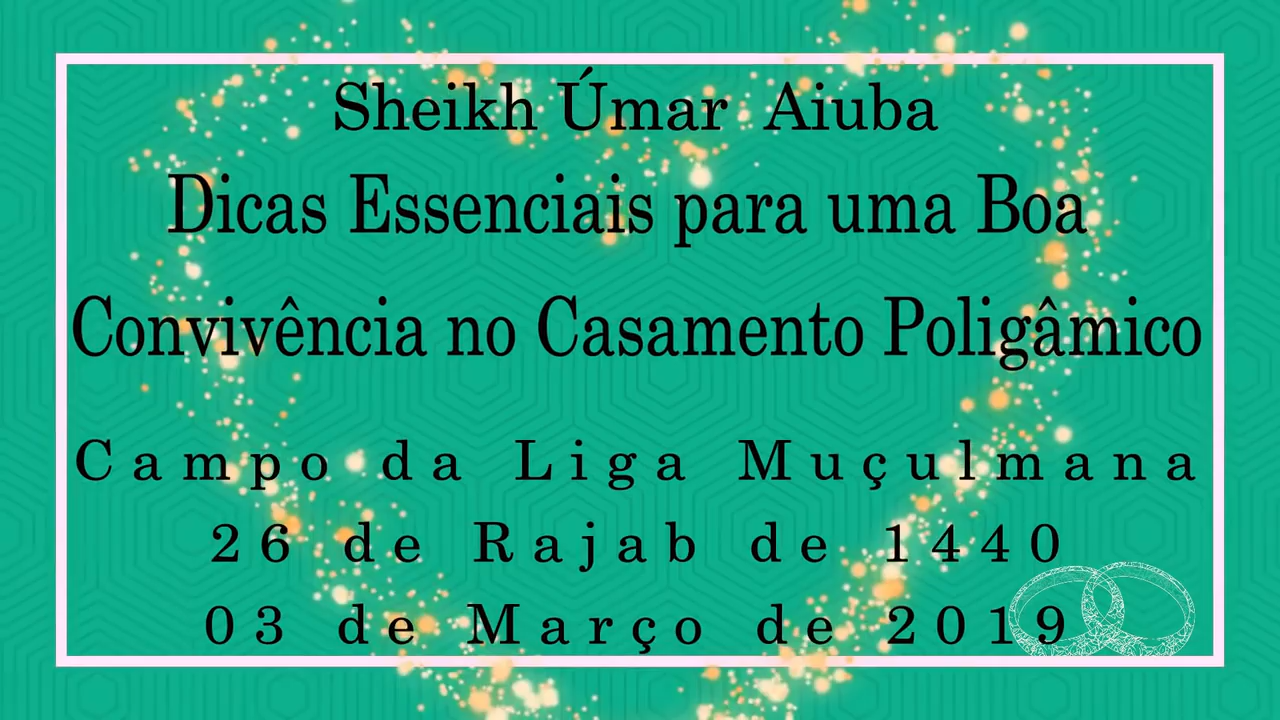 Sheikh Úmar Aiuba
Dicas Essenciais para uma Boa
Convivência no Casamento Poligâmico
Campo da Liga Muçulmana
26 de Rajab de 1440
03 de Março de 2019